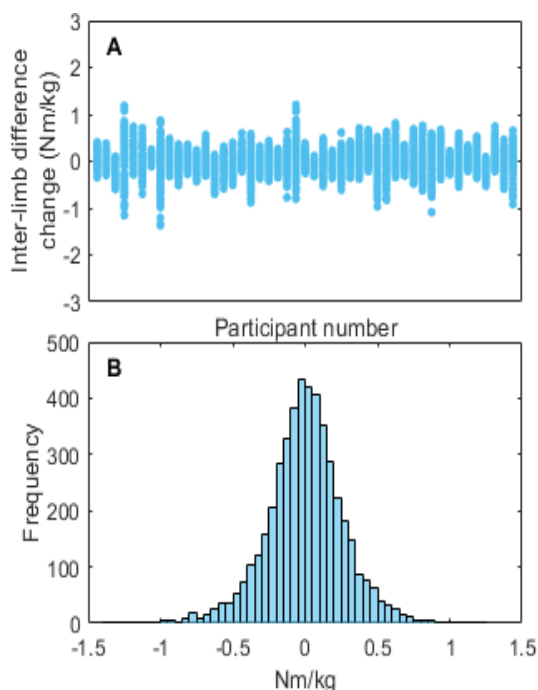 A
Inter-limb difference
change (Nm/kg)
3
2
1
0
-1
-2
-3
Participant number
B
Frequency
500
400
300
200
100
0
-1.5 -1 -0.5 0 0.5 1 1.5
Nm/kg